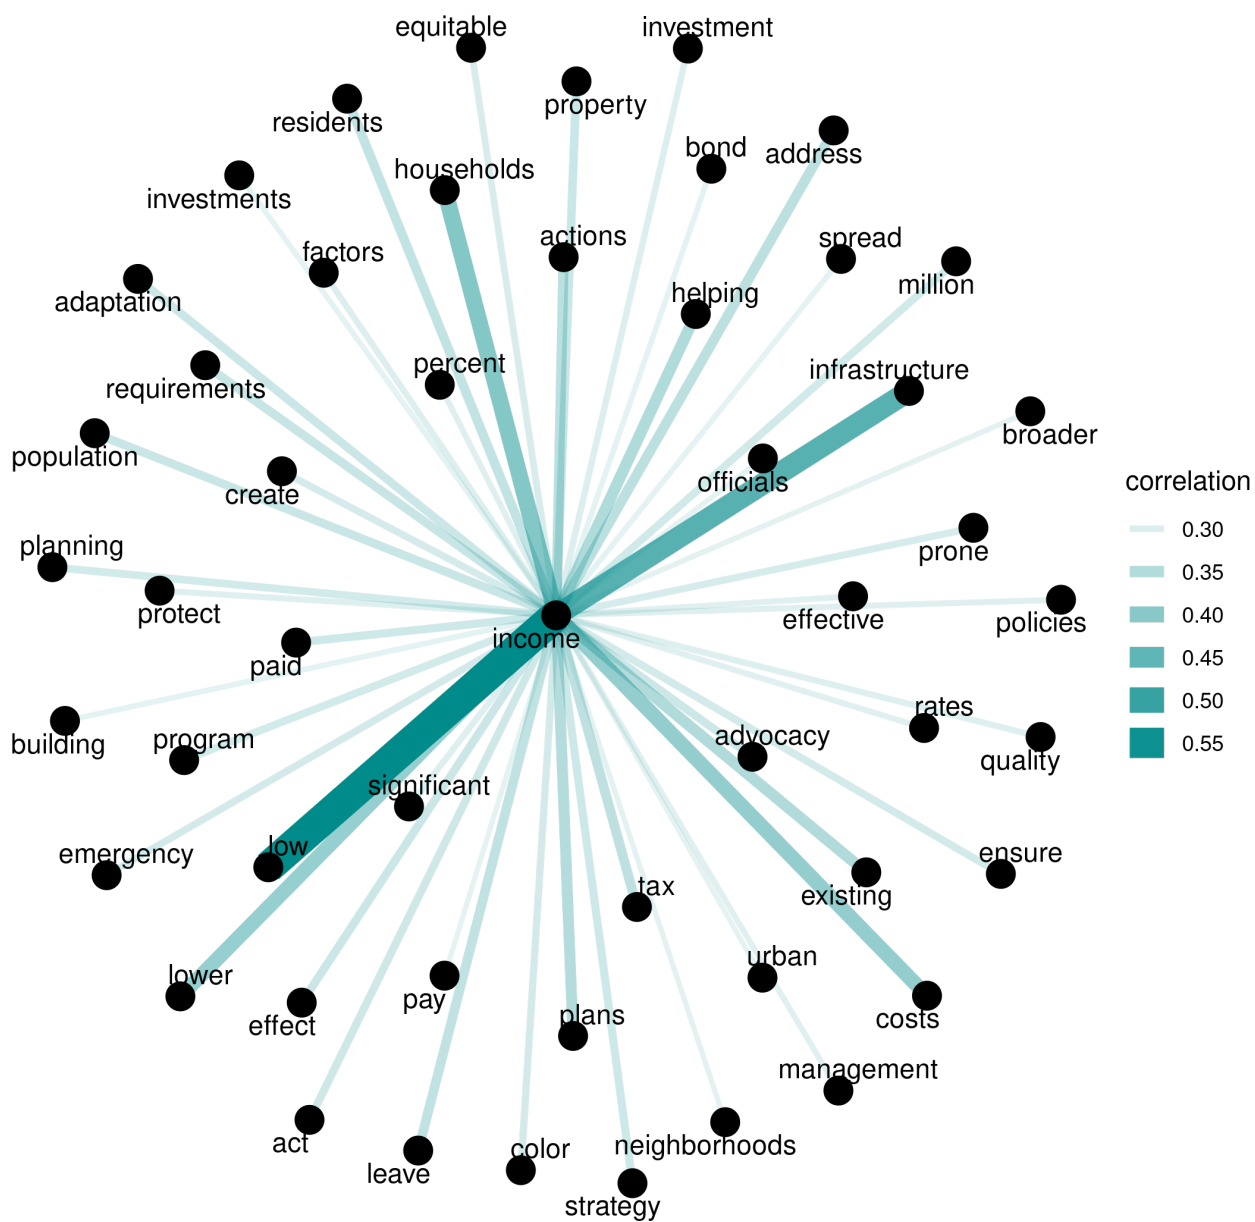 equitable
investment
property
residents
bond
address
households
investments
actions
spread
factors
million
helping
adaptation
percent
infrastructure
requirements
broader
population
officials
create
correlation
0.30
0.35
0.40
0.45
0.50
0.55
planning
prone
protect
effective
policies
income
paid
rates
building
program
advocacy
quality
significant
low
emergency
ensure
tax
existing
lower
urban
pay
effect
plans
costs
management
act
color
neighborhoods
leave
strategy